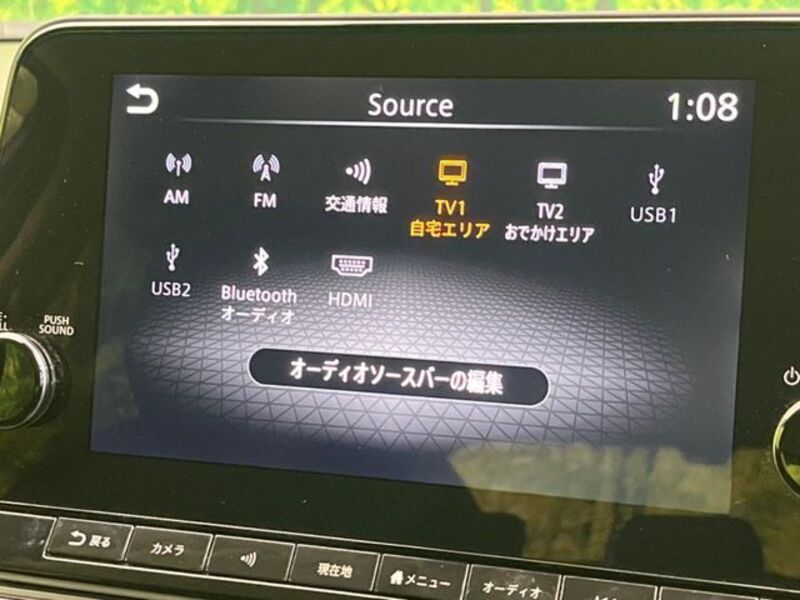 Source
1:08
AM
FM
交通情報
TV1
自宅エリア
TV2
おでかけエリア
USB1
USB2
Bluetooth
オーディオ
HDMI
オーディオソースバーの編集
PUSH
SOUND
戻る
カメラ
現在地
メニュー
オーディオ